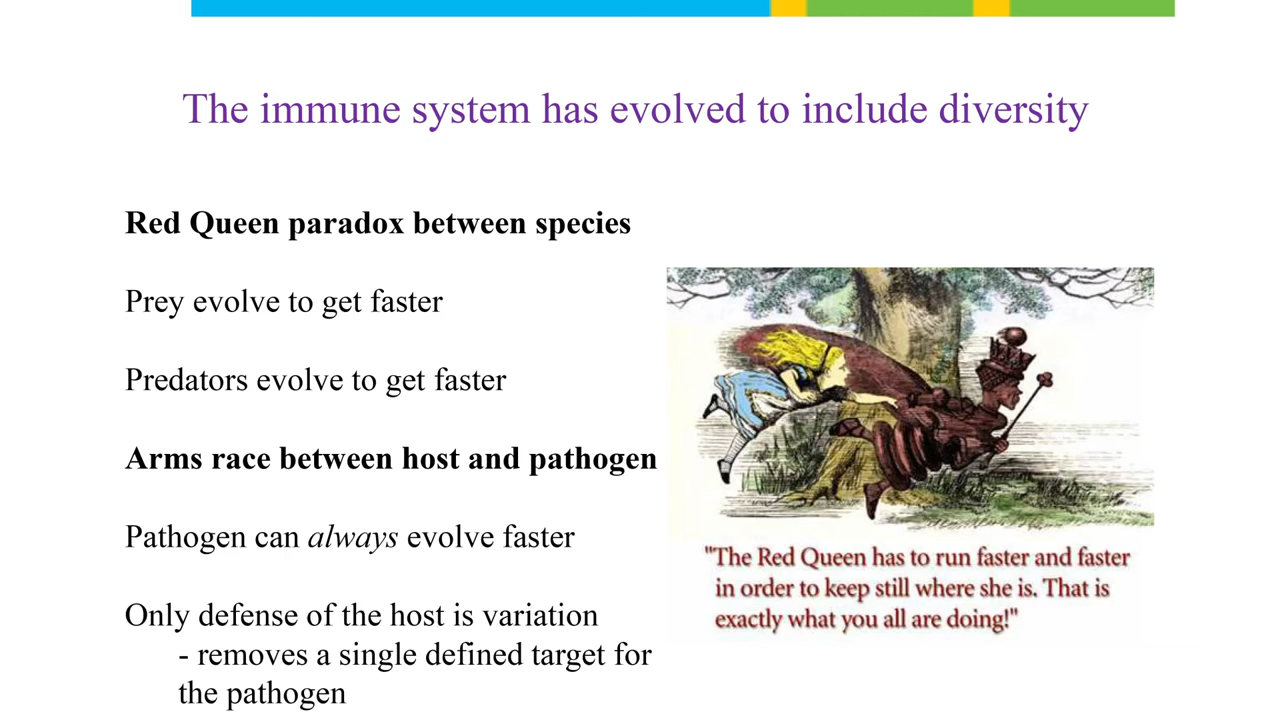 The immune system has evolved to include diversity
Red Queen paradox between species
Prey evolve to get faster
Predators evolve to get faster
Arms race between host and pathogen
Pathogen can always evolve faster
Only defense of the host is variation
- removes a single defined target for
the pathogen
"The Red Queen has to run faster and faster
in order to keep still where she is. That is
exactly what you all are doing!"